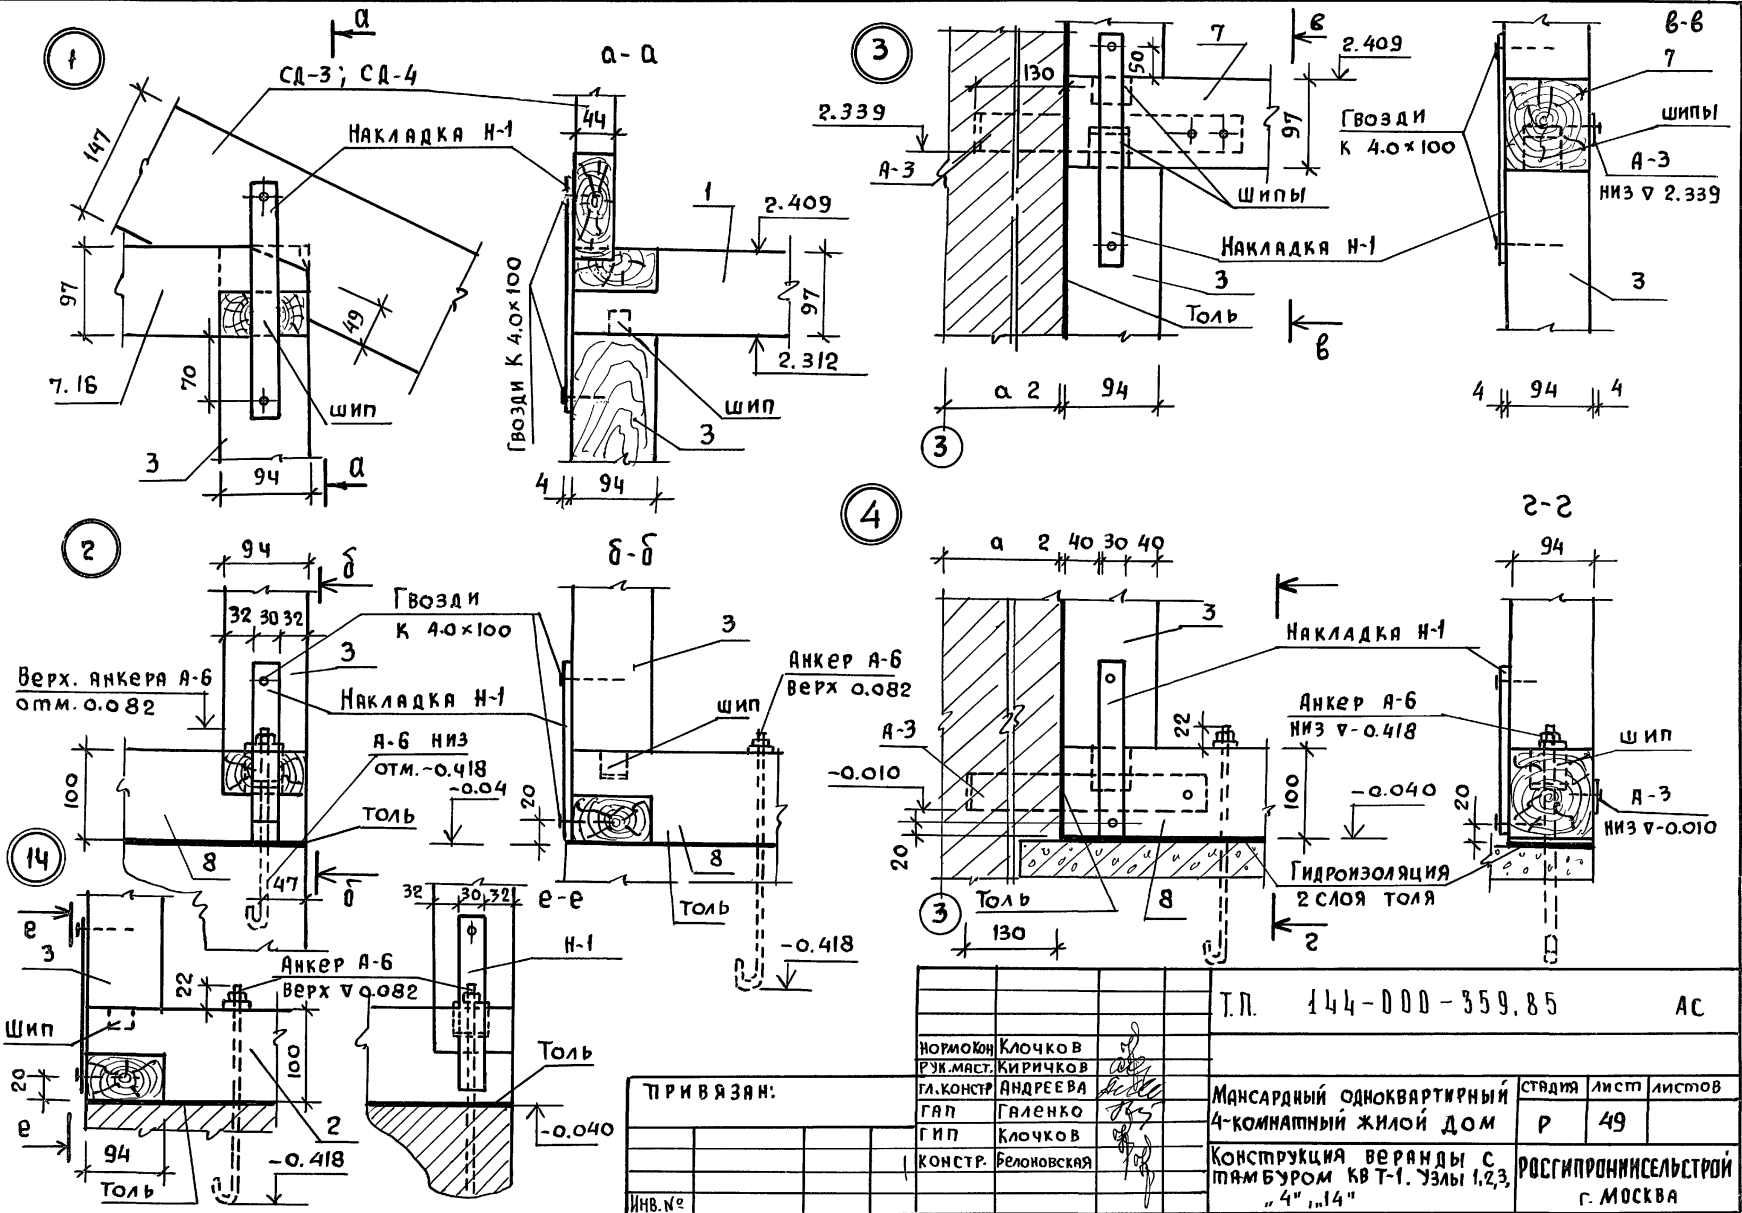 1
а
СД-3; СД-4
147
Накладка Н-1
97
49
7.16
70
шип
3
94
а
а-а
44
1
2.409
97
Гвозди К 4.0×100
2.312
шип
3
4 94
3
в
2.409
7
50
130
2.339
97
А-3
шипы
Накладка Н-1
3
Толь
в
а 2 94
3
в-в
7
Гвозди
К 4.0×100
шипы
А-3
низ ▽ 2.339
3
4 94 4
2
94
б
32 30 32
Гвозди
К 4.0×100
3
Верх. анкера А-6
отм. 0.082
Накладка Н-1
А-6 низ
отм.-0.418
-0.04
100
толь
8
47
б
б-б
3
Анкер А-6
верх 0.082
шип
20
8
Толь
-0.418
4
а 2 40 30 40
3
Накладка Н-1
22
А-3
-0.010
100
-0.040
20
Гидроизоляция
2 слоя толя
3
Толь
8
130
г
г-г
94
Анкер А-6
низ ▽-0.418
шип
20
А-3
низ ▽-0.010
14
е
3
22
Анкер А-6
верх ▽ 0.082
Шип
100
20
е
2
94
-0.418
Толь
е-е
32 30 32
Н-1
Толь
-0.040
Привязан:
Инв. №
Нормокон Клочков
Рук.маст. Киричков
Гл.констр Андреева
ГАП Галенко
ГИП Клочков
Констр. Белоновская
Т.П. 144-000-359.85 АС
Мансардный одноквартирный
4-комнатный жилой дом
стадия лист листов
Р 49
Конструкция веранды с
тамбуром КВ Т-1. Узлы 1,2,3,
„4",„14"
Росгипрониисельстрой
г. Москва